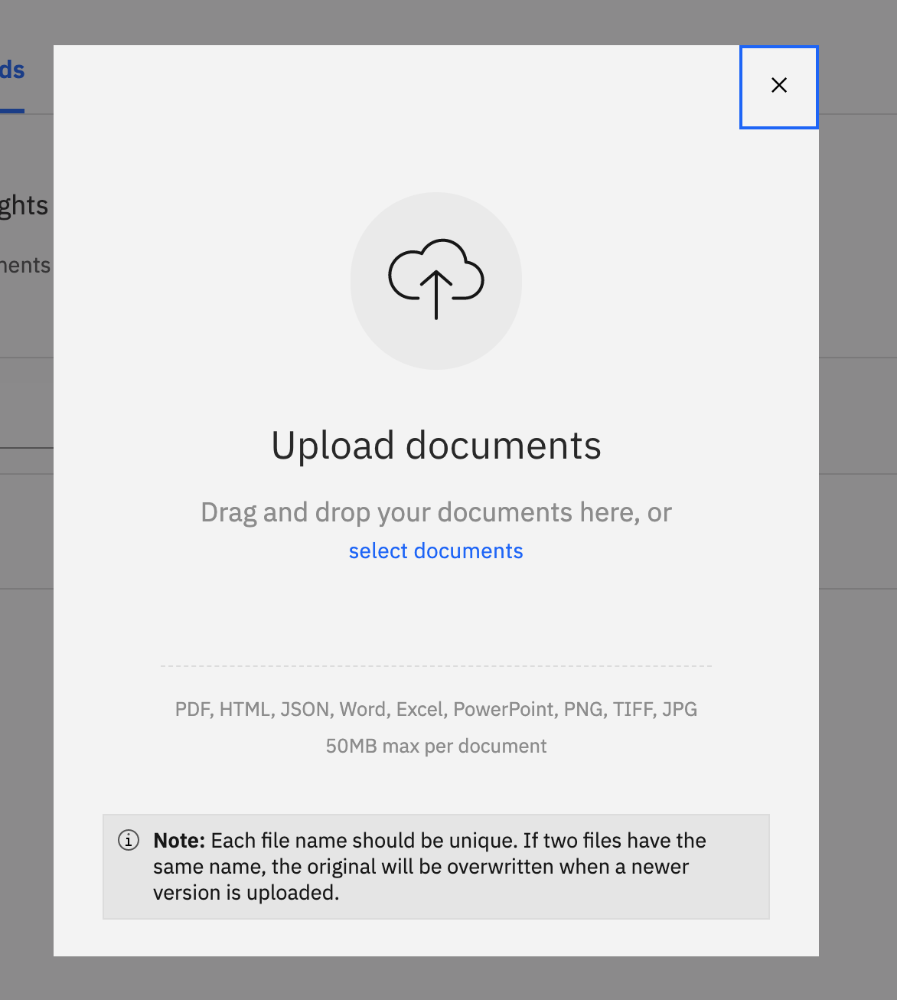 ds
ghts
ments
Upload documents
Drag and drop your documents here, or
select documents
PDF, HTML, JSON, Word, Excel, PowerPoint, PNG, TIFF, JPG
50MB max per document
Note: Each file name should be unique. If two files have the
same name, the original will be overwritten when a newer
version is uploaded.